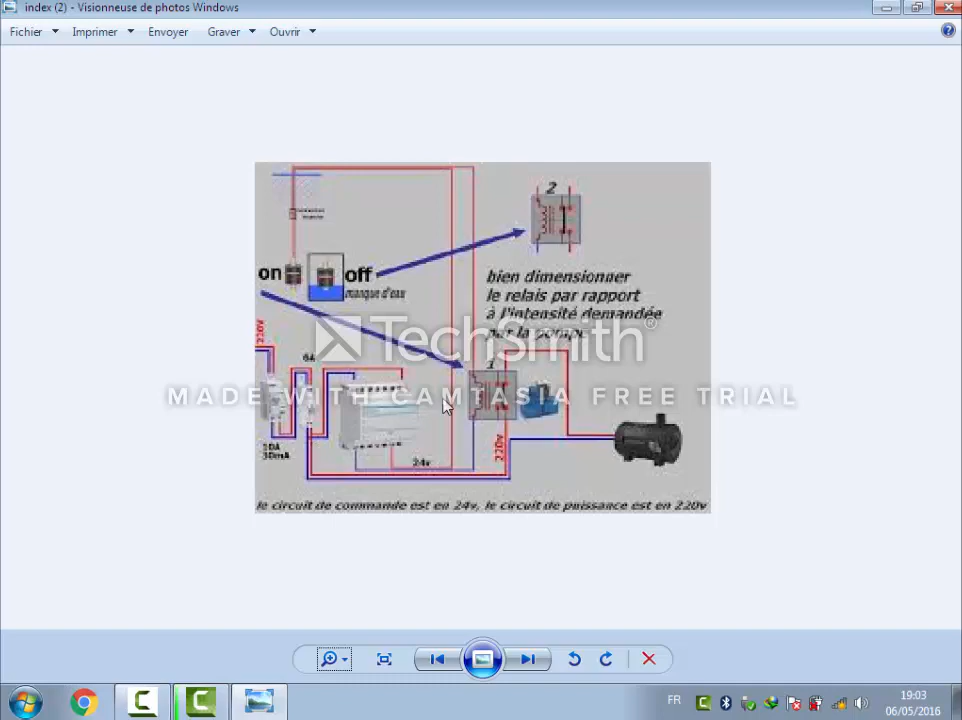 index (2) - Visionneuse de photos Windows
Fichier Imprimer Envoyer Graver Ouvrir
2
on off
manque d'eau
bien dimensionner
le relais par rapport
à l'intensité demandée
par la pompe
220V
TechSmith®
6A
1
MADE WITH CAMTASIA FREE TRIAL
10A
30mA
24v
220v
le circuit de commande est en 24v, le circuit de puissance est en 220v
FR
19:03
06/05/2016